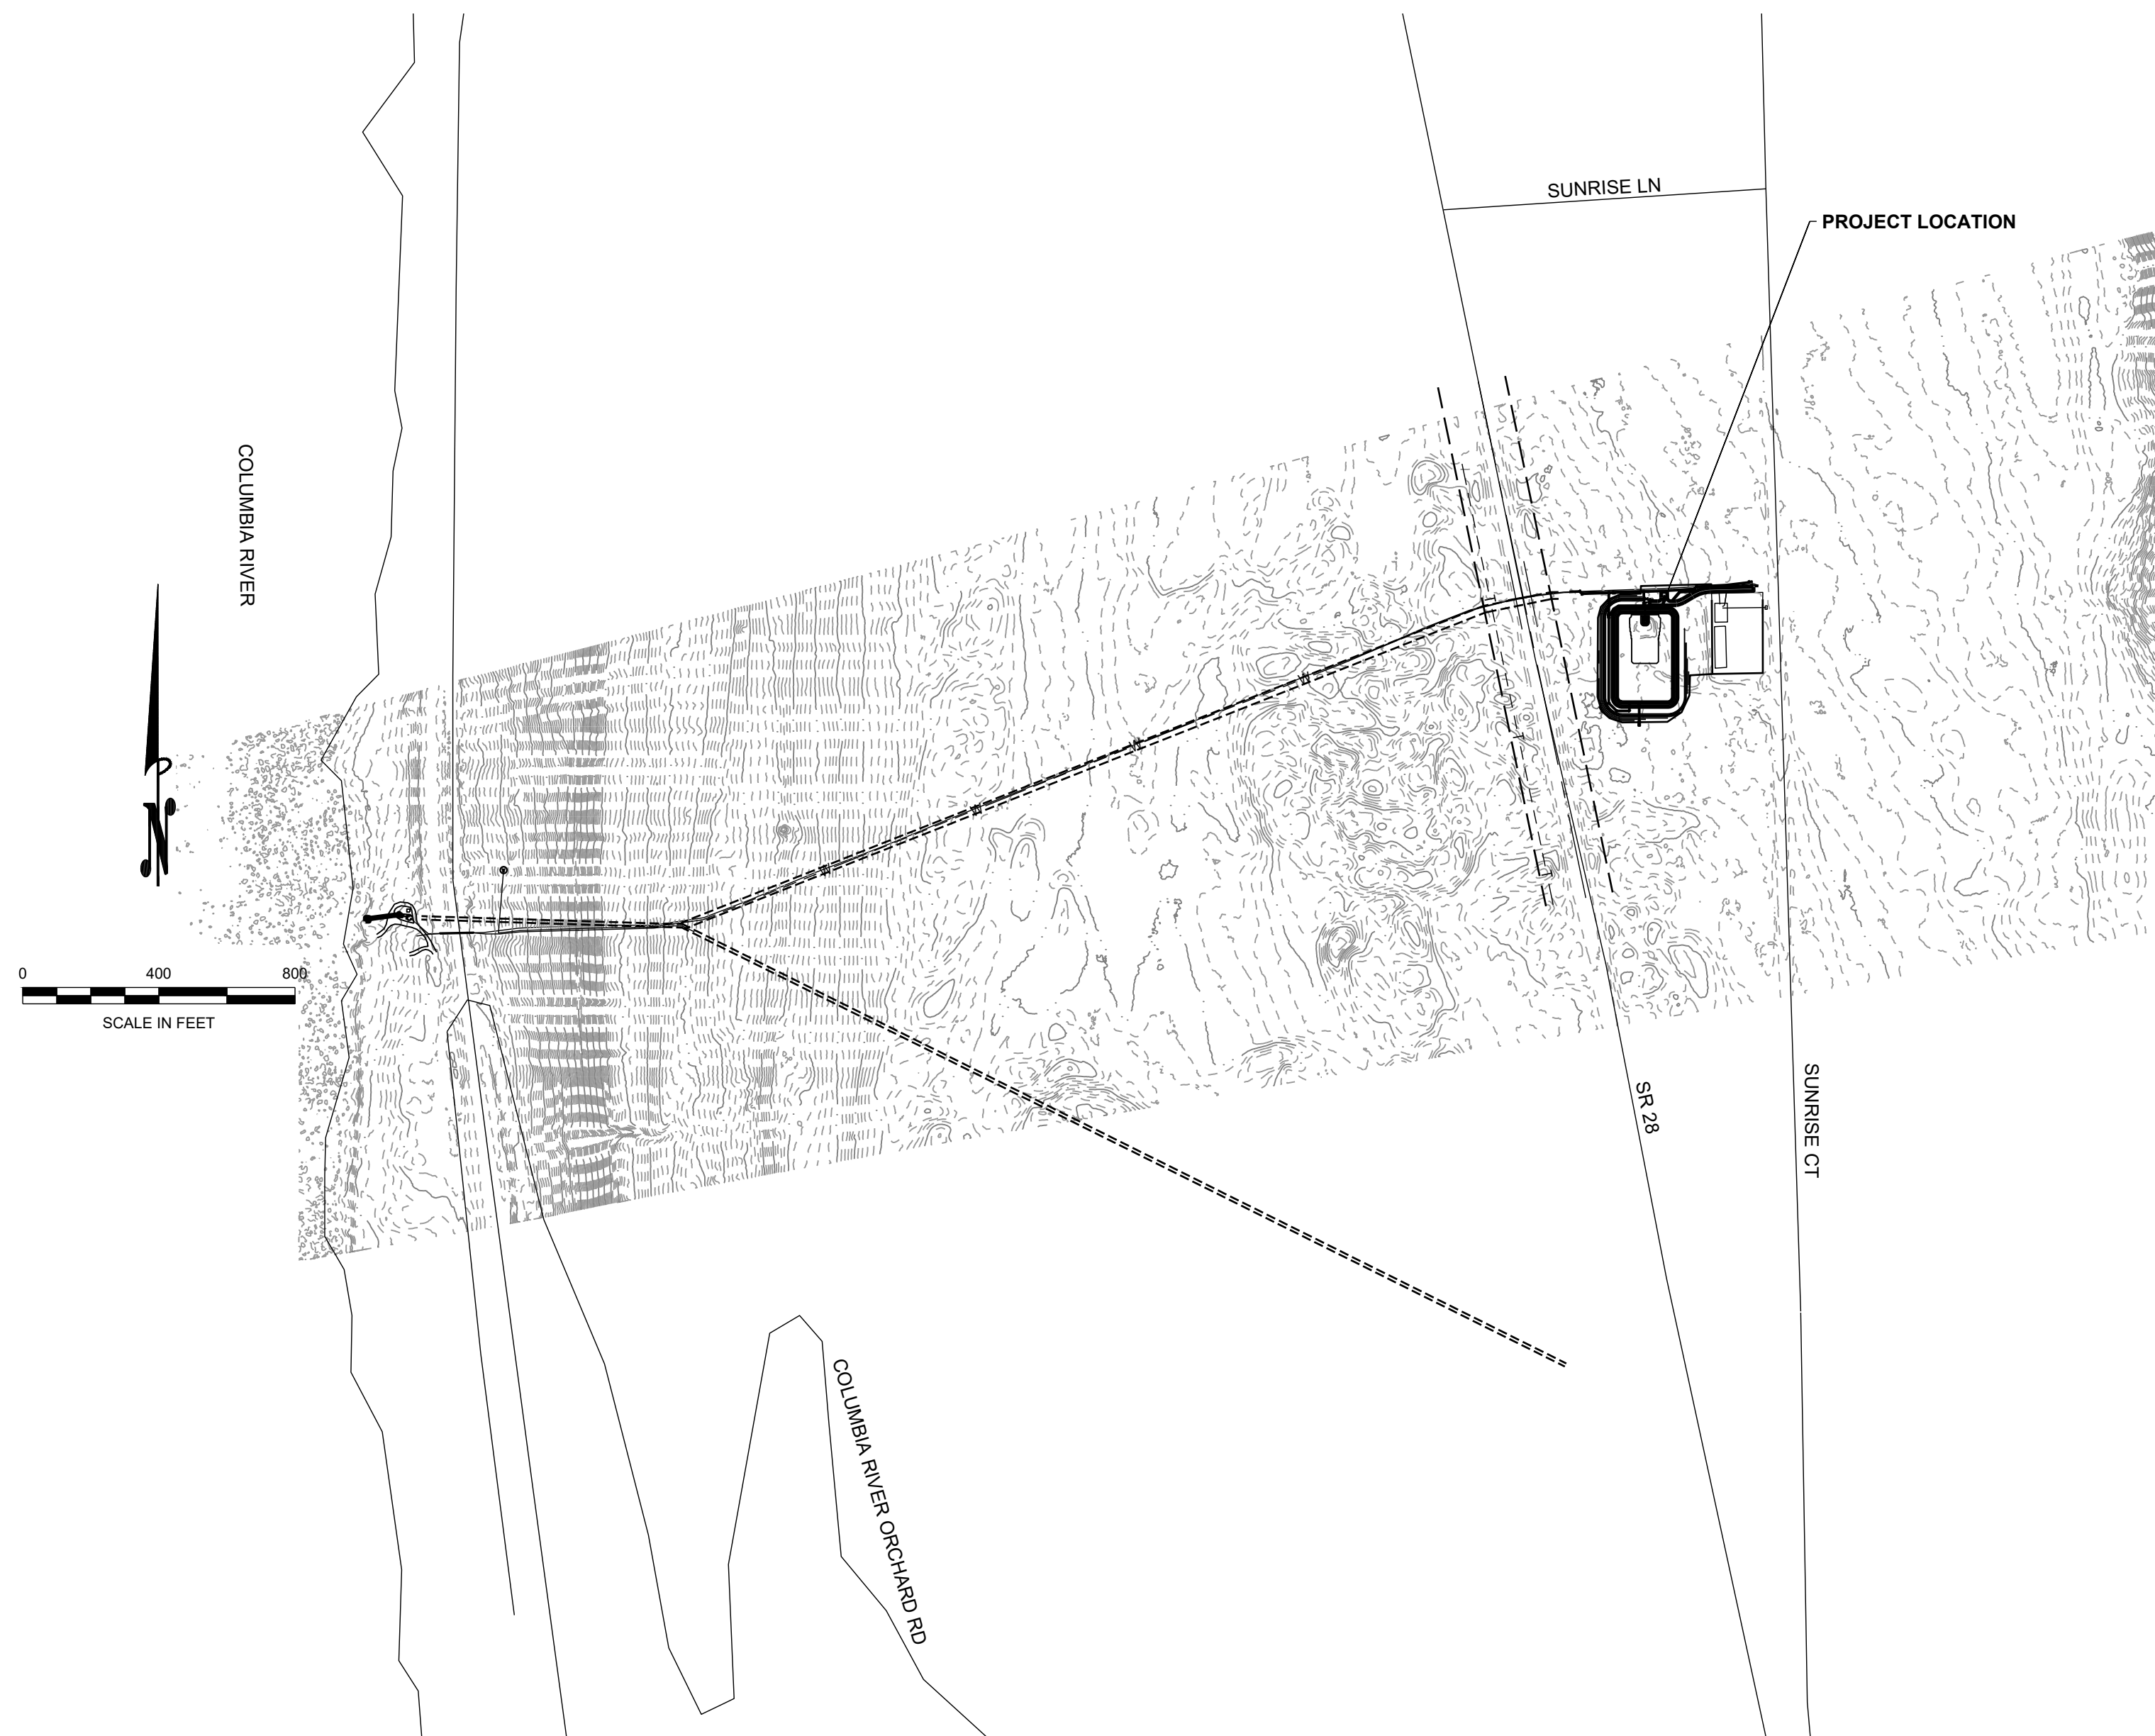 SUNRISE LN
PROJECT LOCATION
COLUMBIA RIVER
N
0 400 800
SCALE IN FEET
W
W
W
W
SR 28
SUNRISE CT
COLUMBIA RIVER ORCHARD RD